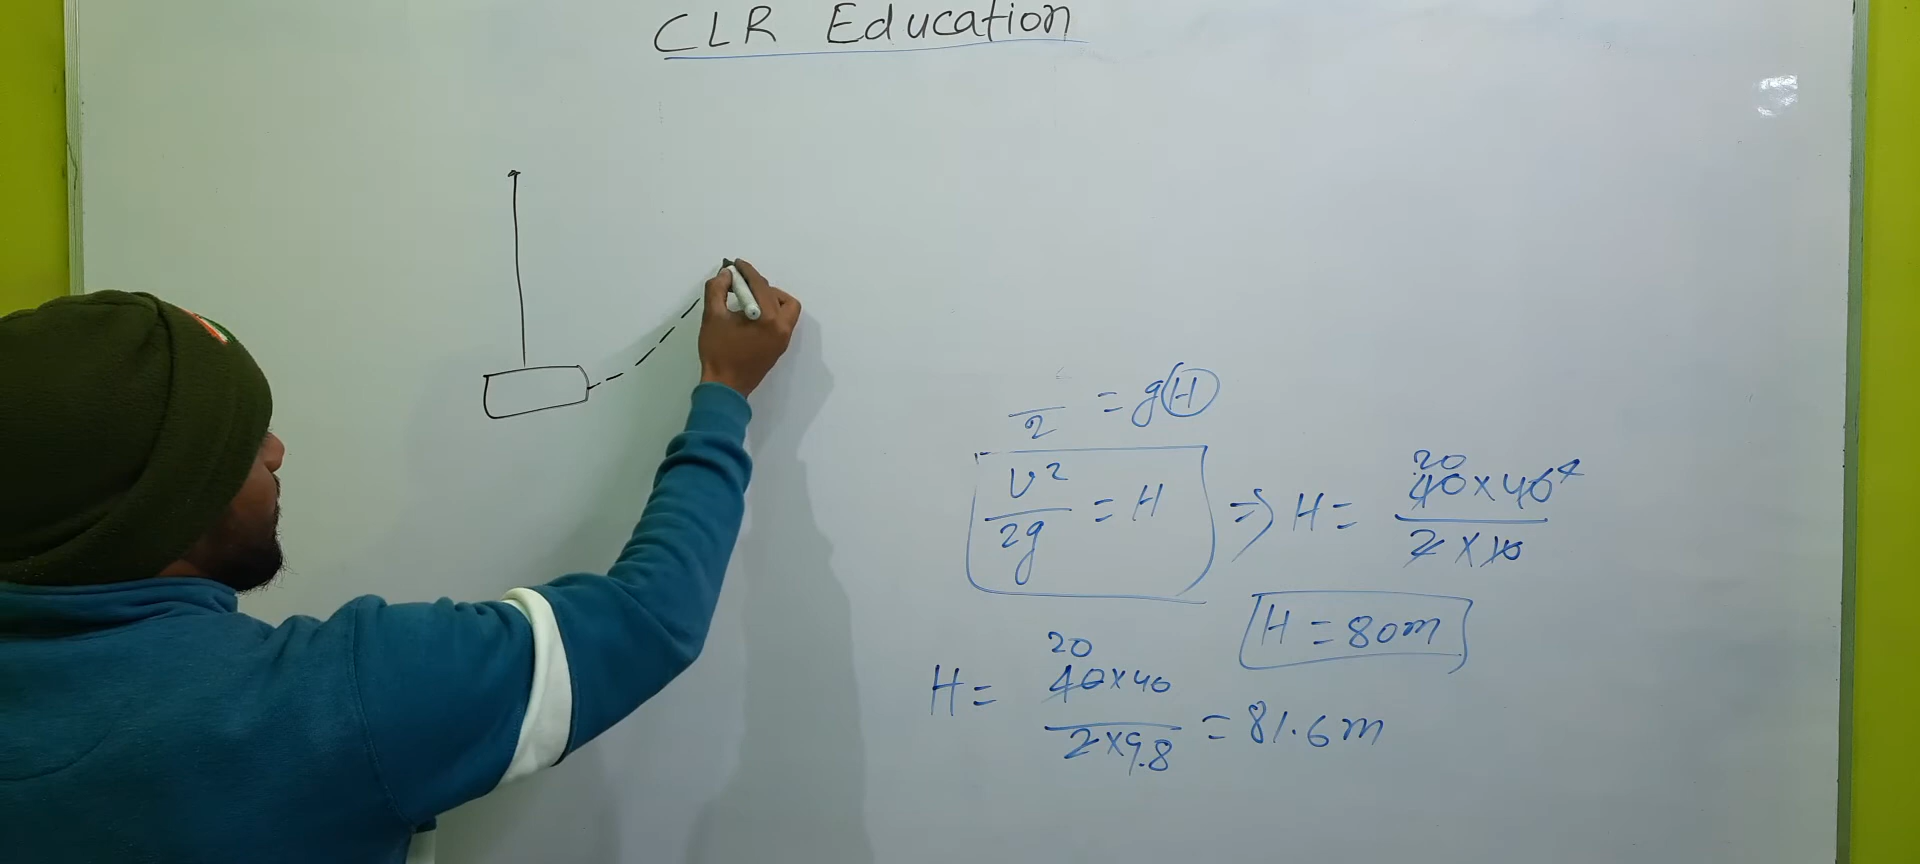 CLR Education
/2 = gH
v²/2g = H ⇒ H = 40×40/2×10
20 4
H = 80m
20
H = 40×40/2×9.8 = 81.6m